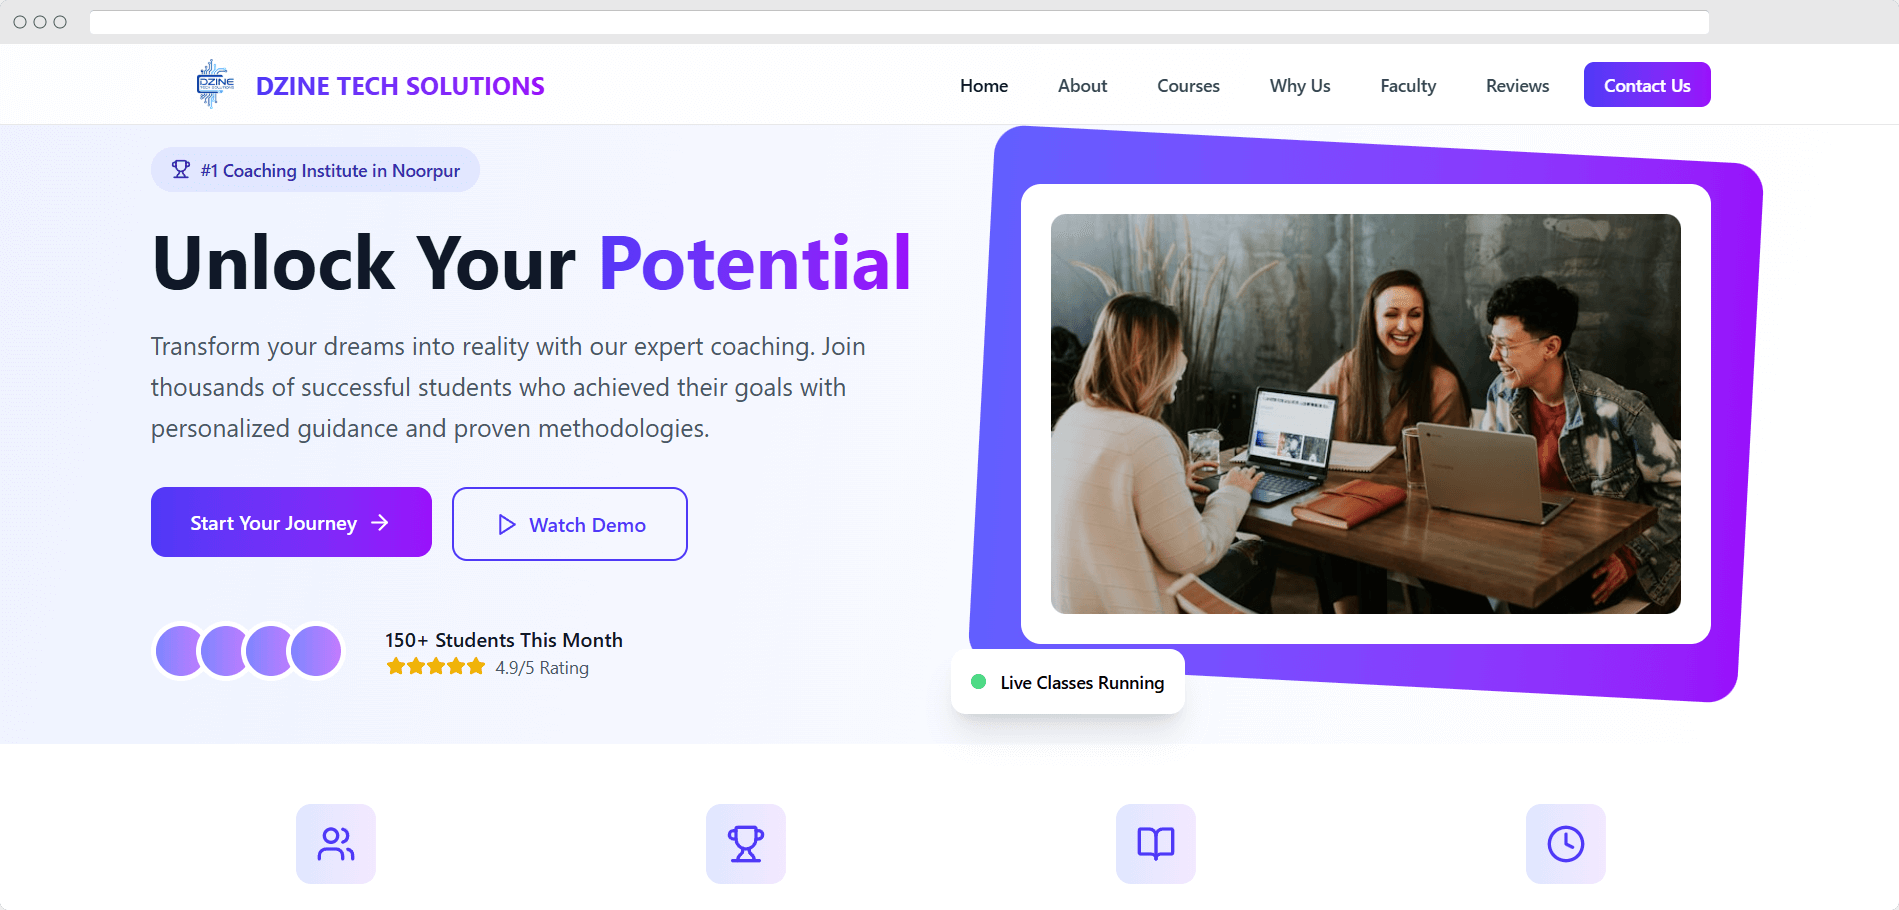 DZINE
TECH SOLUTIONS
DZINE TECH SOLUTIONS
Home
About
Courses
Why Us
Faculty
Reviews
Contact Us
#1 Coaching Institute in Noorpur
Unlock Your Potential
Transform your dreams into reality with our expert coaching. Join
thousands of successful students who achieved their goals with
personalized guidance and proven methodologies.
Start Your Journey
Watch Demo
150+ Students This Month
4.9/5 Rating
Live Classes Running